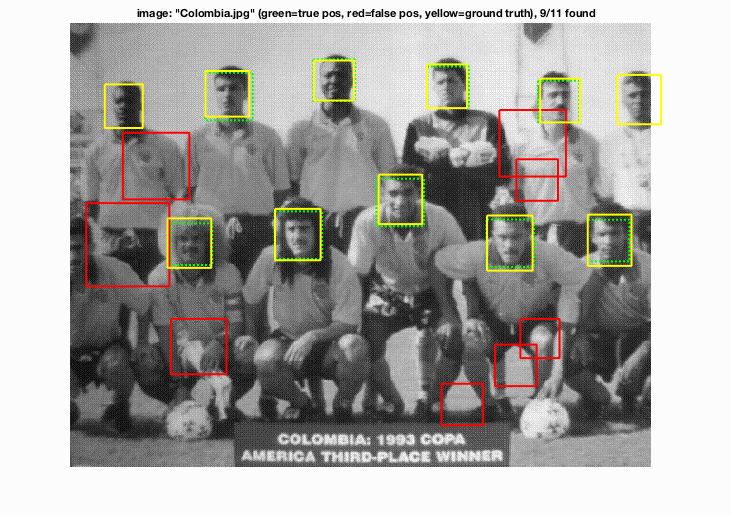 image: "Colombia.jpg" (green=true pos, red=false pos, yellow=ground truth), 9/11 found
COLOMBIA: 1993 COPA
AMERICA THIRD-PLACE WINNER